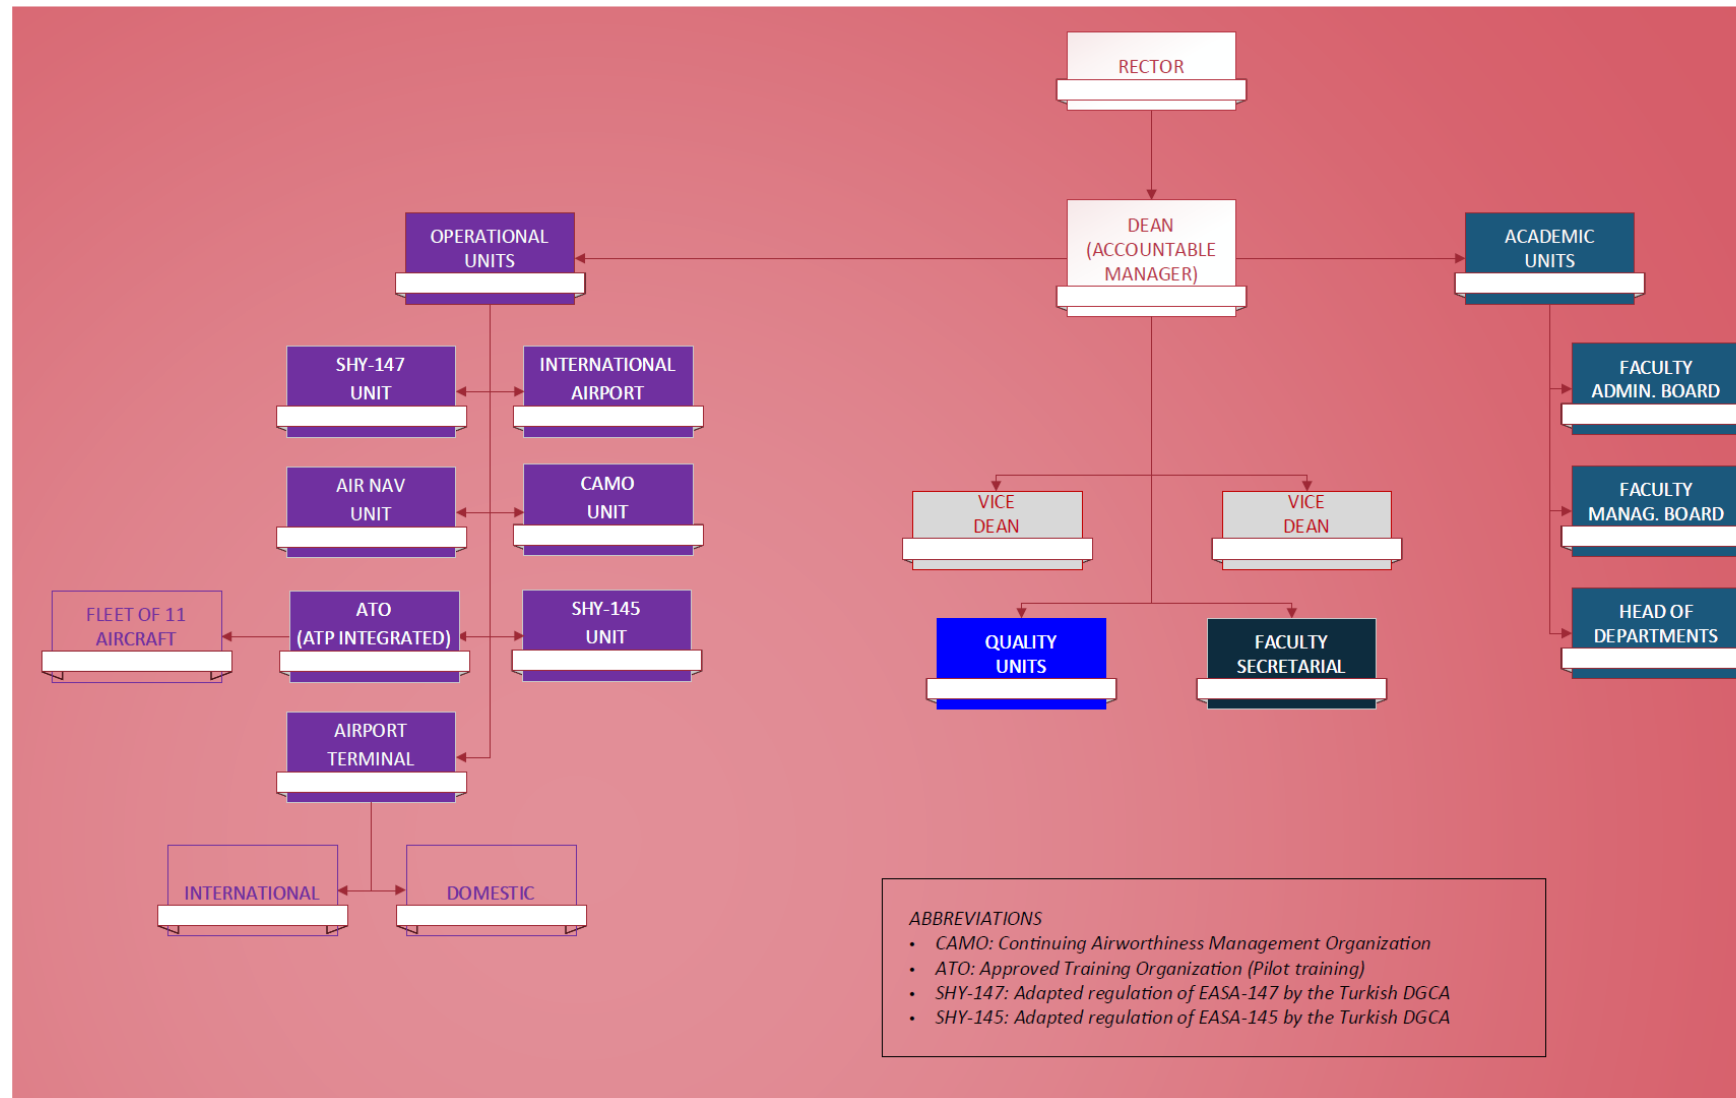 RECTOR
DEAN
(ACCOUNTABLE
MANAGER)
OPERATIONAL
UNITS
ACADEMIC
UNITS
SHY-147
UNIT
INTERNATIONAL
AIRPORT
FACULTY
ADMIN. BOARD
AIR NAV
UNIT
CAMO
UNIT
VICE
DEAN
VICE
DEAN
FACULTY
MANAG. BOARD
FLEET OF 11
AIRCRAFT
ATO
(ATP INTEGRATED)
SHY-145
UNIT
QUALITY
UNITS
FACULTY
SECRETARIAL
HEAD OF
DEPARTMENTS
AIRPORT
TERMINAL
INTERNATIONAL
DOMESTIC
ABBREVIATIONS
• CAMO: Continuing Airworthiness Management Organization
• ATO: Approved Training Organization (Pilot training)
• SHY-147: Adapted regulation of EASA-147 by the Turkish DGCA
• SHY-145: Adapted regulation of EASA-145 by the Turkish DGCA